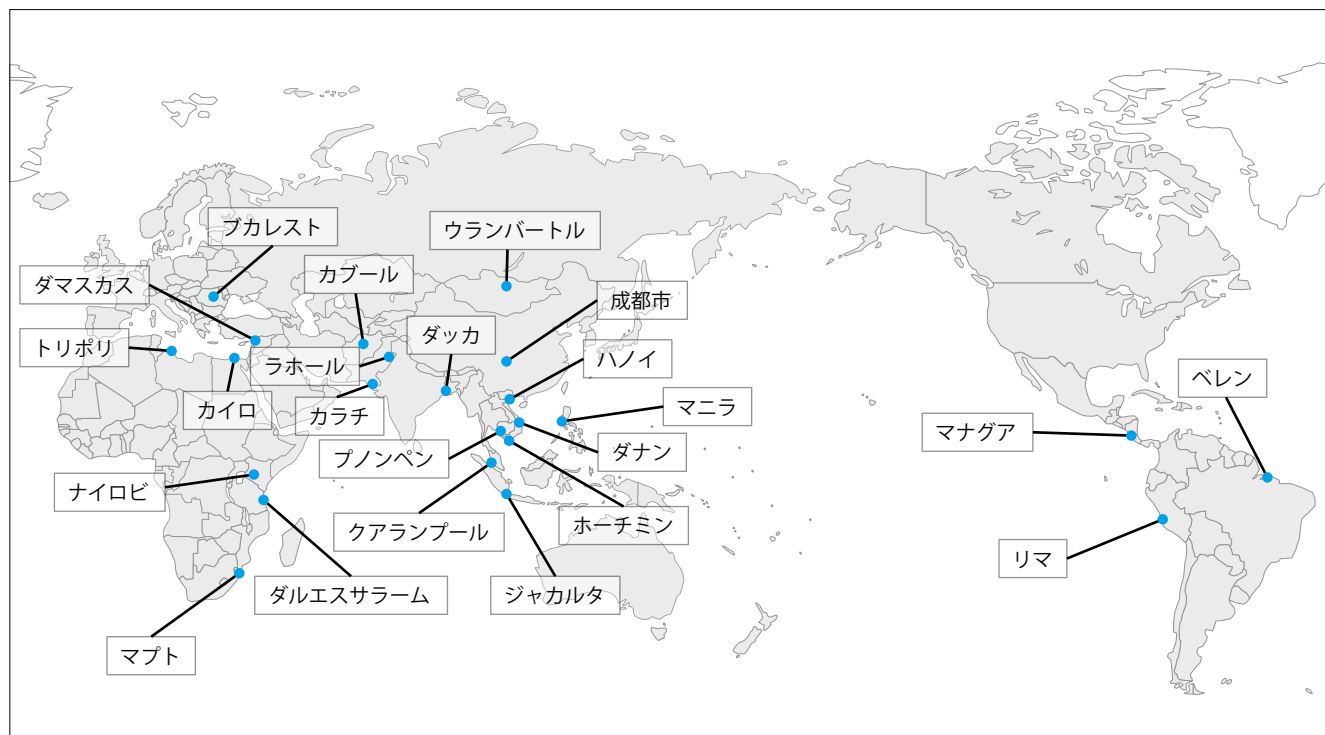 ブカレスト
ウランバートル
ダマスカス
カブール
成都市
ダッカ
トリポリ
ラホール
ハノイ
ベレン
カイロ
カラチ
マニラ
マナグア
プノンペン
ダナン
ナイロビ
クアランプール
ホーチミン
リマ
ダルエスサラーム
ジャカルタ
マプト